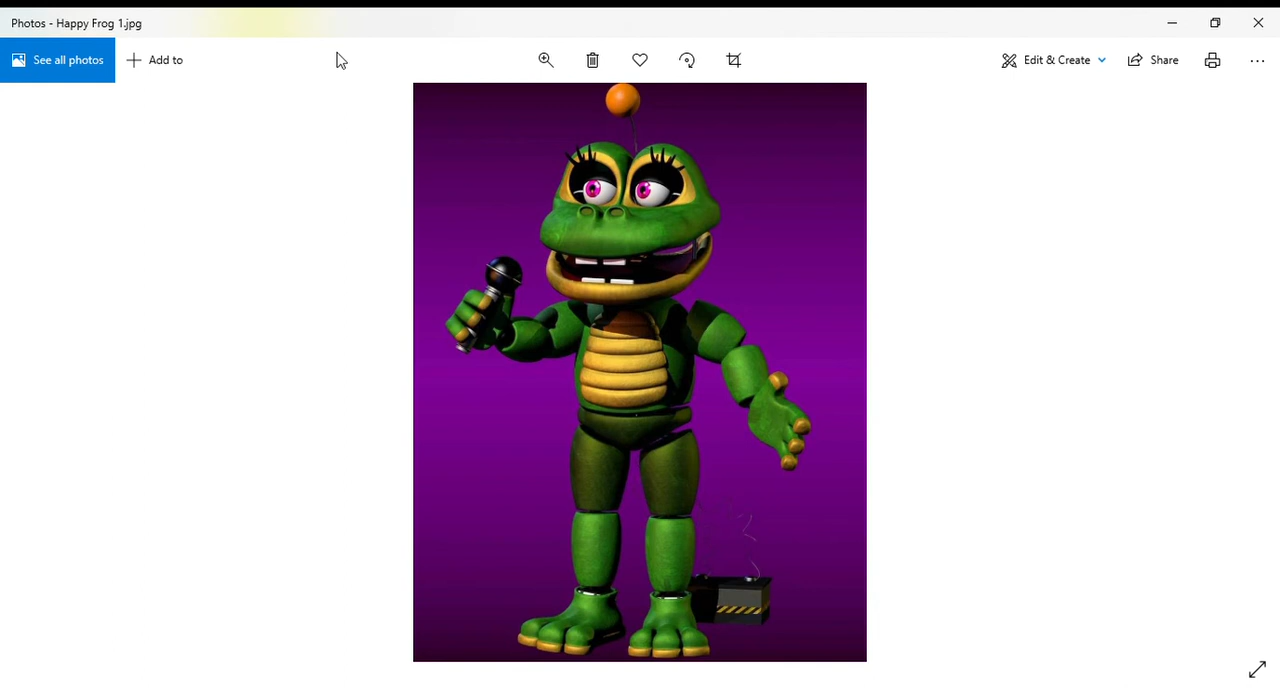 Photos - Happy Frog 1.jpg
See all photos
Add to
Edit & Create
Share